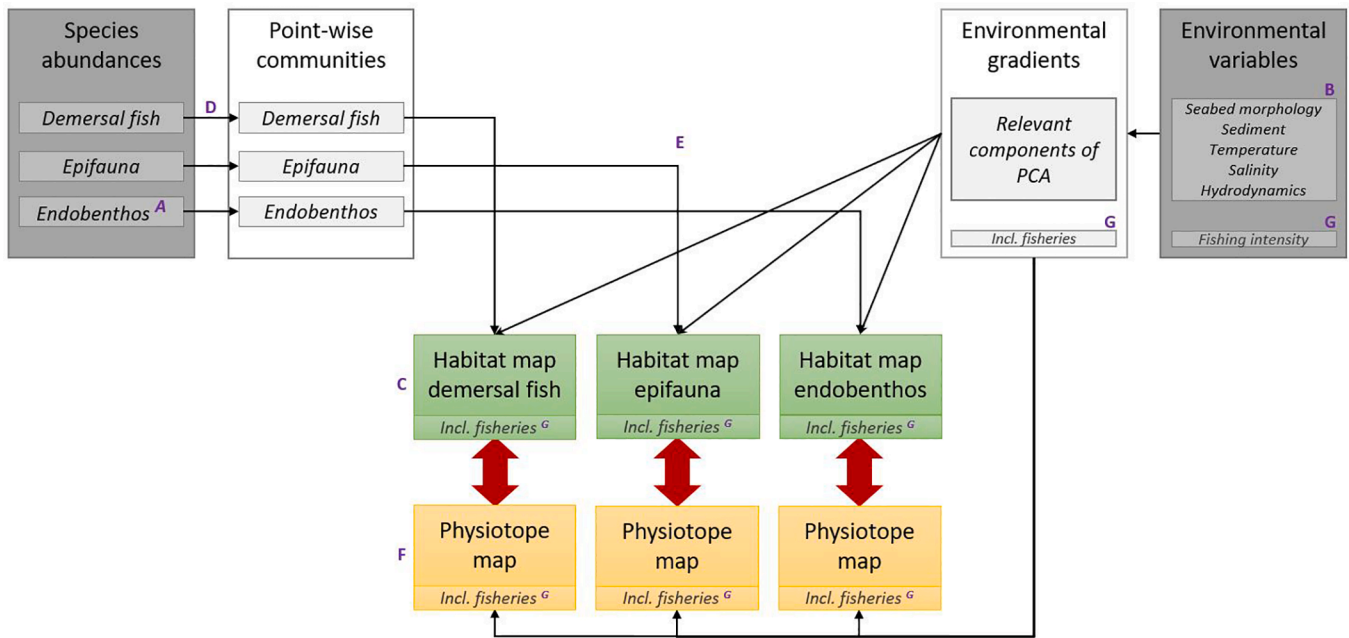 Species
abundances
Demersal fish
Epifauna
Endobenthos A
D
Point-wise
communities
Demersal fish
Epifauna
Endobenthos
E
Environmental
gradients
Relevant
components of
PCA
G
Incl. fisheries
Environmental
variables
B
Seabed morphology
Sediment
Temperature
Salinity
Hydrodynamics
G
Fishing intensity
C
Habitat map
demersal fish
Incl. fisheries G
Habitat map
epifauna
Incl. fisheries G
Habitat map
endobenthos
Incl. fisheries G
F
Physiotope
map
Incl. fisheries G
Physiotope
map
Incl. fisheries G
Physiotope
map
Incl. fisheries G